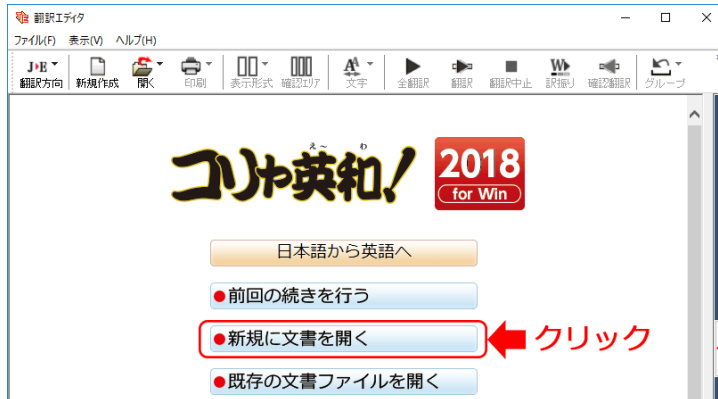 翻訳エディタ
ファイル(F) 表示(V) ヘルプ(H)
J▶E
翻訳方向 新規作成 開く 印刷 表示形式 確認エリア 文字 全翻訳 翻訳 翻訳中止 訳振り 確認翻訳 グループ
え〜 わ
コリャ英和! 2018
for Win
日本語から英語へ
●前回の続きを行う
●新規に文書を開く クリック
●既存の文書ファイルを開く